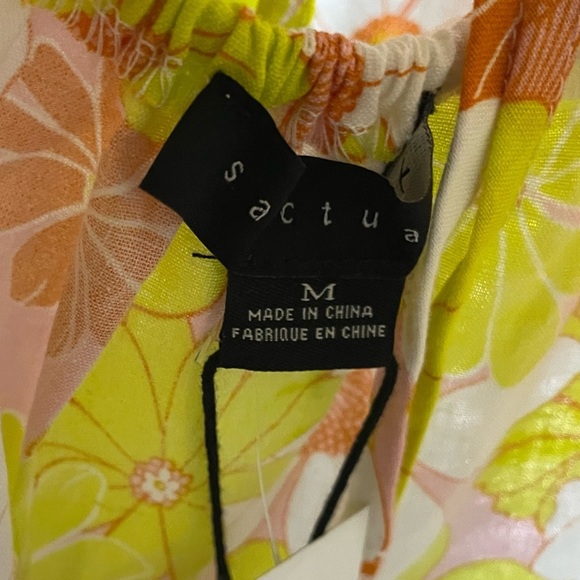 sactua
M
MADE IN CHINA
FABRIQUE EN CHINE